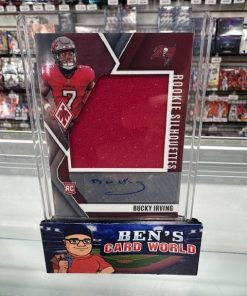 7
ROOKIE SILHOUETTES
RC
BUCKY IRVING
BEN'S
CARD WORLD